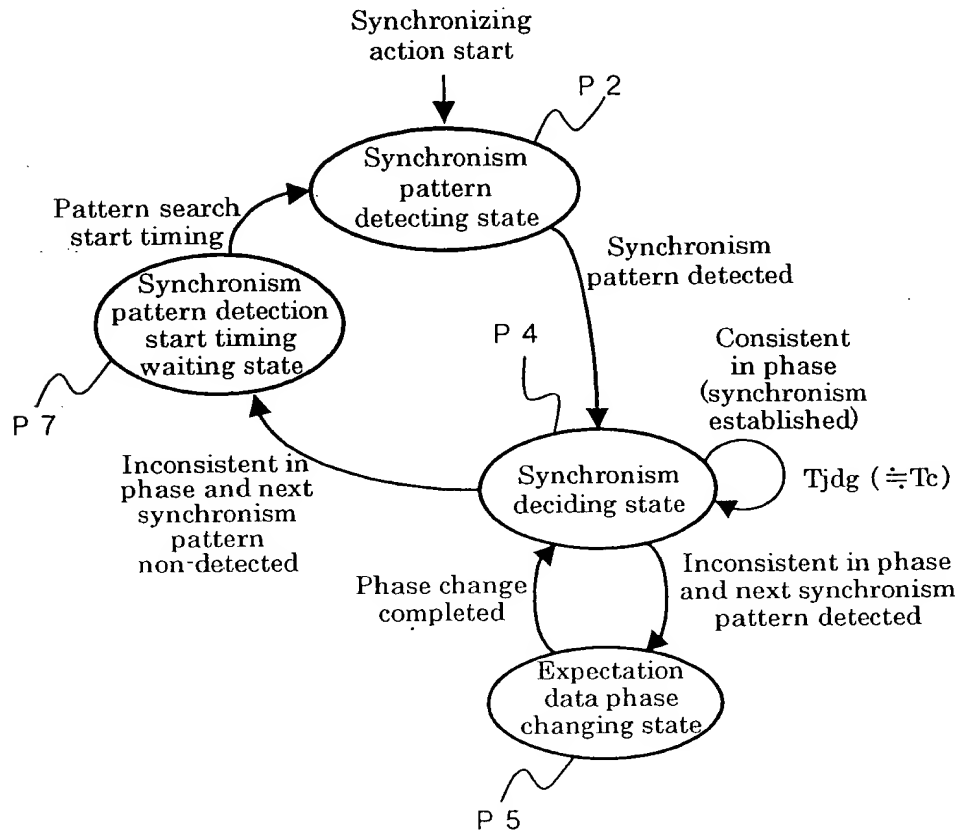 Synchronizing
action start
P 2
Synchronism
pattern
detecting state
Pattern search
start timing
Synchronism
pattern detected
Synchronism
pattern detection
start timing
waiting state
P 4
Consistent
in phase
(synchronism
established)
P 7
Inconsistent in
phase and next
synchronism
pattern
non-detected
Synchronism
deciding state
Tjdg (≒Tc)
Phase change
completed
Inconsistent in phase
and next synchronism
pattern detected
Expectation
data phase
changing state
P 5